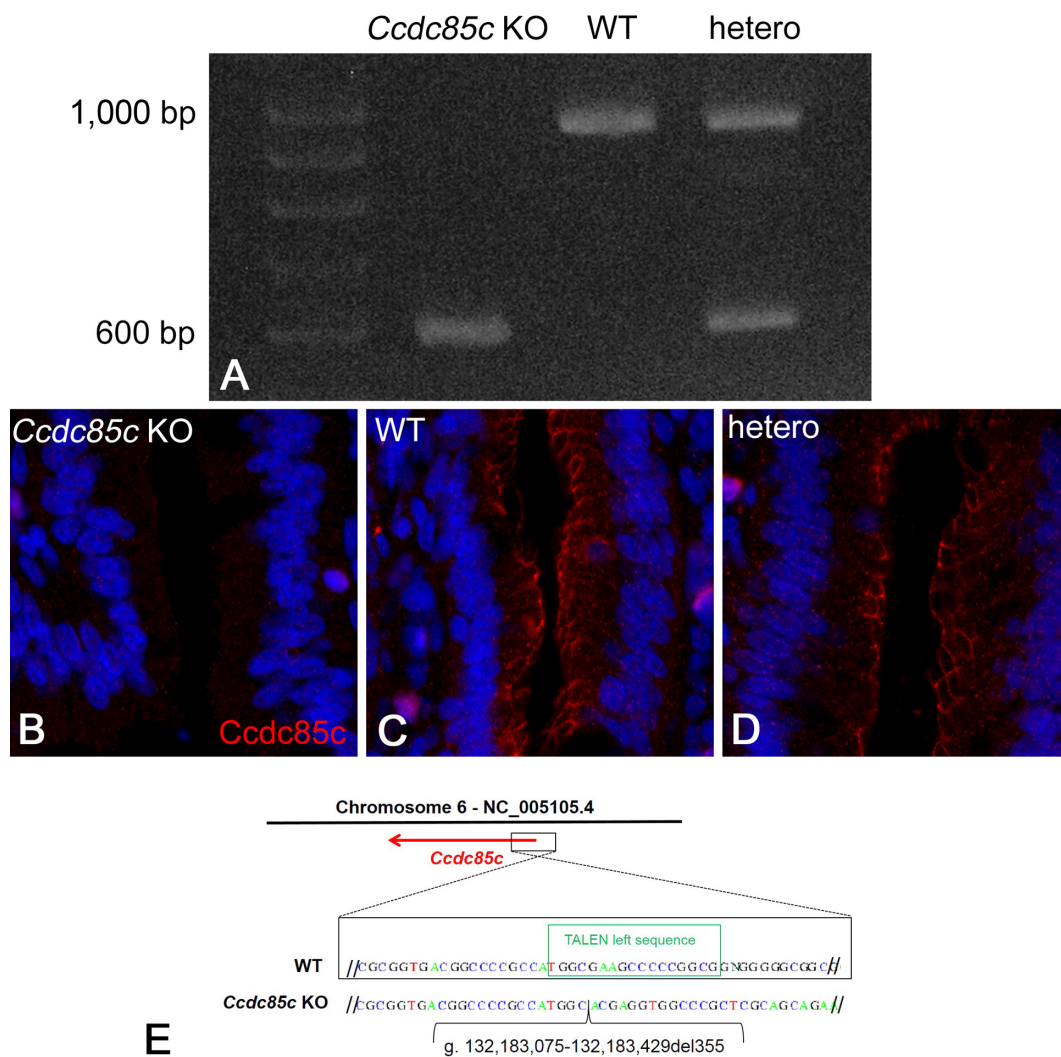 Ccdc85c KO WT hetero
1,000 bp
600 bp
A
Ccdc85c KO
WT
hetero
B
Ccdc85c
C
D
Chromosome 6 - NC_005105.4
Ccdc85c
TALEN left sequence
WT //CGCGGTGACGGCCCCGCCATGGCGAAGCCCCCGGCGGNGGGGGCGGCG//
Ccdc85c KO //CGCGGTGACGGCCCCGCCATGGCACGAGGTGGCCCGCTCGCAGCAGAA//
g. 132,183,075-132,183,429del355
E